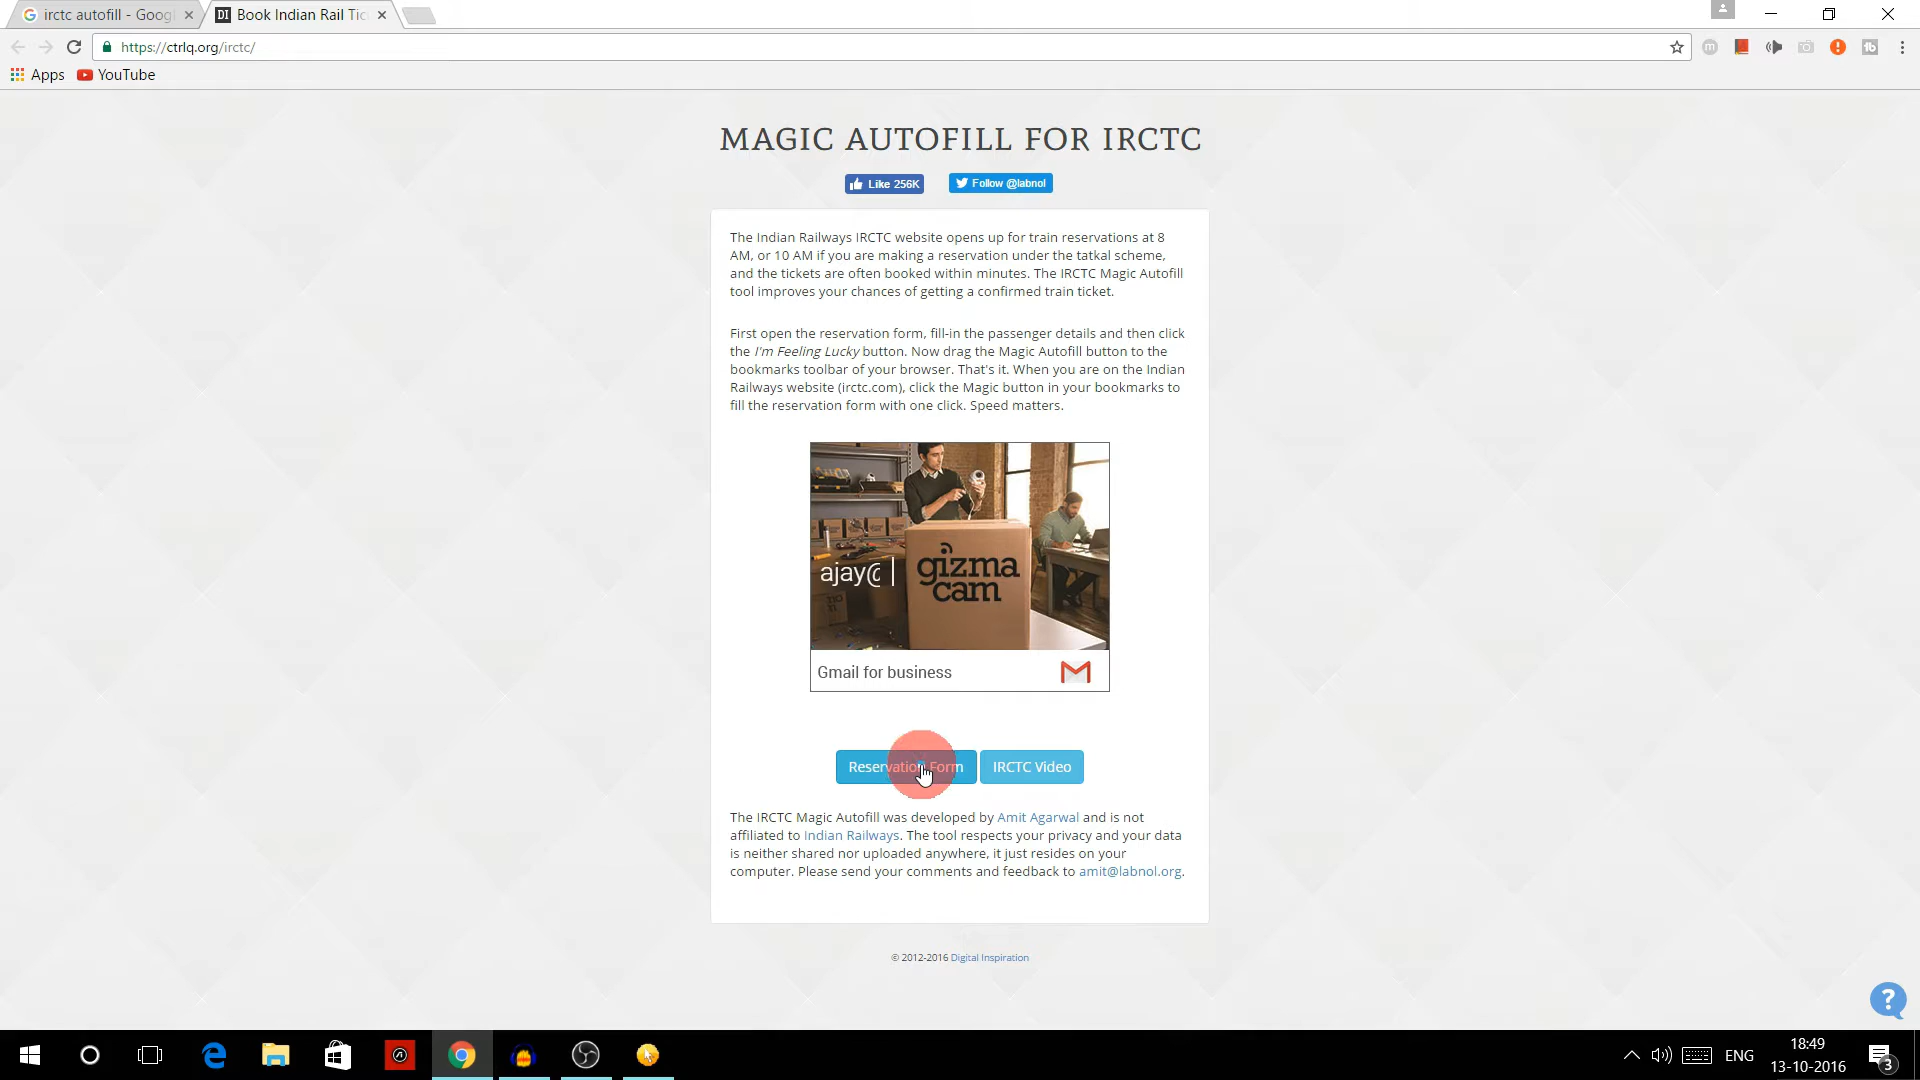 irctc autofill - Goog
Book Indian Rail Tic
https://ctrlq.org/irctc/
Apps
YouTube
MAGIC AUTOFILL FOR IRCTC
Like 256K
Follow @labnol
The Indian Railways IRCTC website opens up for train reservations at 8
AM, or 10 AM if you are making a reservation under the tatkal scheme,
and the tickets are often booked within minutes. The IRCTC Magic Autofill
tool improves your chances of getting a confirmed train ticket.
First open the reservation form, fill-in the passenger details and then click
the I'm Feeling Lucky button. Now drag the Magic Autofill button to the
bookmarks toolbar of your browser. That's it. When you are on the Indian
Railways website (irctc.com), click the Magic button in your bookmarks to
fill the reservation form with one click. Speed matters.
ajay@
gizma
cam
Gmail for business
Reservation Form
IRCTC Video
The IRCTC Magic Autofill was developed by Amit Agarwal and is not
affiliated to Indian Railways. The tool respects your privacy and your data
is neither shared nor uploaded anywhere, it just resides on your
computer. Please send your comments and feedback to amit@labnol.org.
© 2012-2016 Digital Inspiration
ENG
18:49
13-10-2016
3